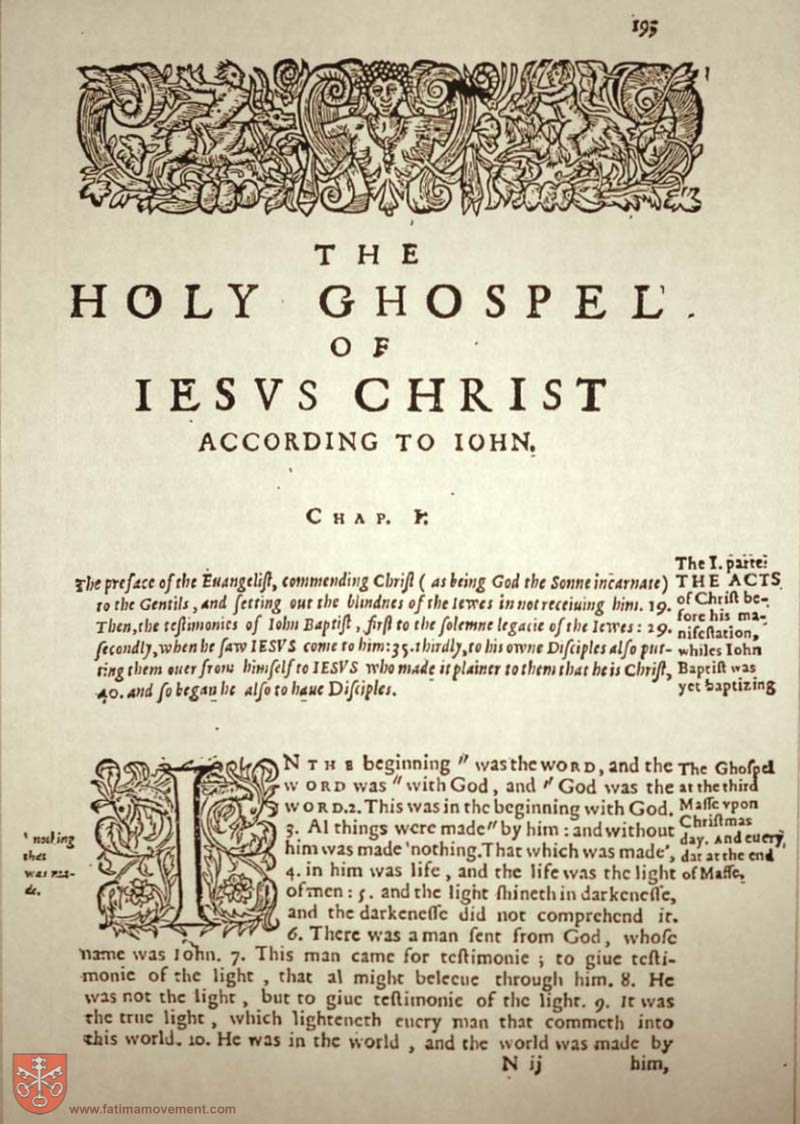 195
THE
HOLY GHOSPEL
OF
IESVS CHRIST
ACCORDING TO IOHN.
CHAP. I.
The preface of the Euangeliſt, commending Chriſt ( as being God the Sonne incarnate)
to the Gentils, and ſetting out the blindnes of the Iewes in not receiuing him. 19.
Then, the teſtimonies of Iohn Baptiſt, firſt to the ſolemne legacie of the Iewes: 29.
ſecondly, when he ſaw IESVS come to him: 35. thirdly, to his owne Diſciples alſo put-
ting them ouer from himſelf to IESVS who made it plainer to them that he is Chriſt,
40. and ſo began he alſo to haue Diſciples.
The I. parte:
THE ACTS
of Chriſt be-
fore his ma-
nifeſtation,
whiles Iohn
Baptiſt was
yet baptizing
IN THE beginning " was the WORD, and the
WORD was " with God, and " God was the
WORD. 2. This was in the beginning with God.
3. Al things were made " by him : and without
him was made 'nothing. That which was made',
4. in him was life, and the life was the light
of men : 5. and the light ſhineth in darkeneſſe,
and the darkeneſſe did not comprehend it.
6. There was a man ſent from God, whoſe
name was Iohn. 7. This man came for teſtimonie ; to giue teſti-
monie of the light , that al might beleeue through him. 8. He
was not the light , but to giue teſtimonie of the light. 9. It was
the true light , which lighteneth euery man that commeth into
this world. 10. He was in the world , and the world was made by
The Ghoſpel
at the third
Maſſe vpon
Chriſtmas
day. And euery
dai at the end
of Maſſe.
' nothing
that
was ma-
de.
N ij
him,
www.fatimamovement.com